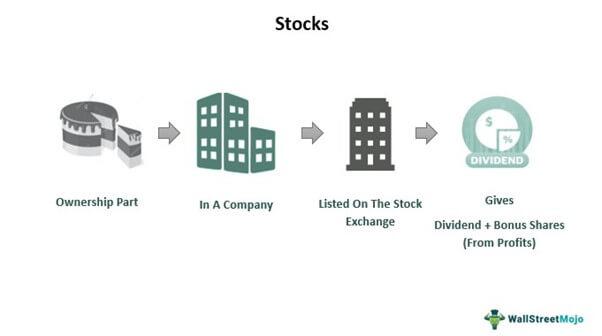 Stocks
Ownership Part
In A Company
Listed On The Stock
Exchange
$
%
DIVIDEND
Gives
Dividend + Bonus Shares
(From Profits)
WallStreetMojo